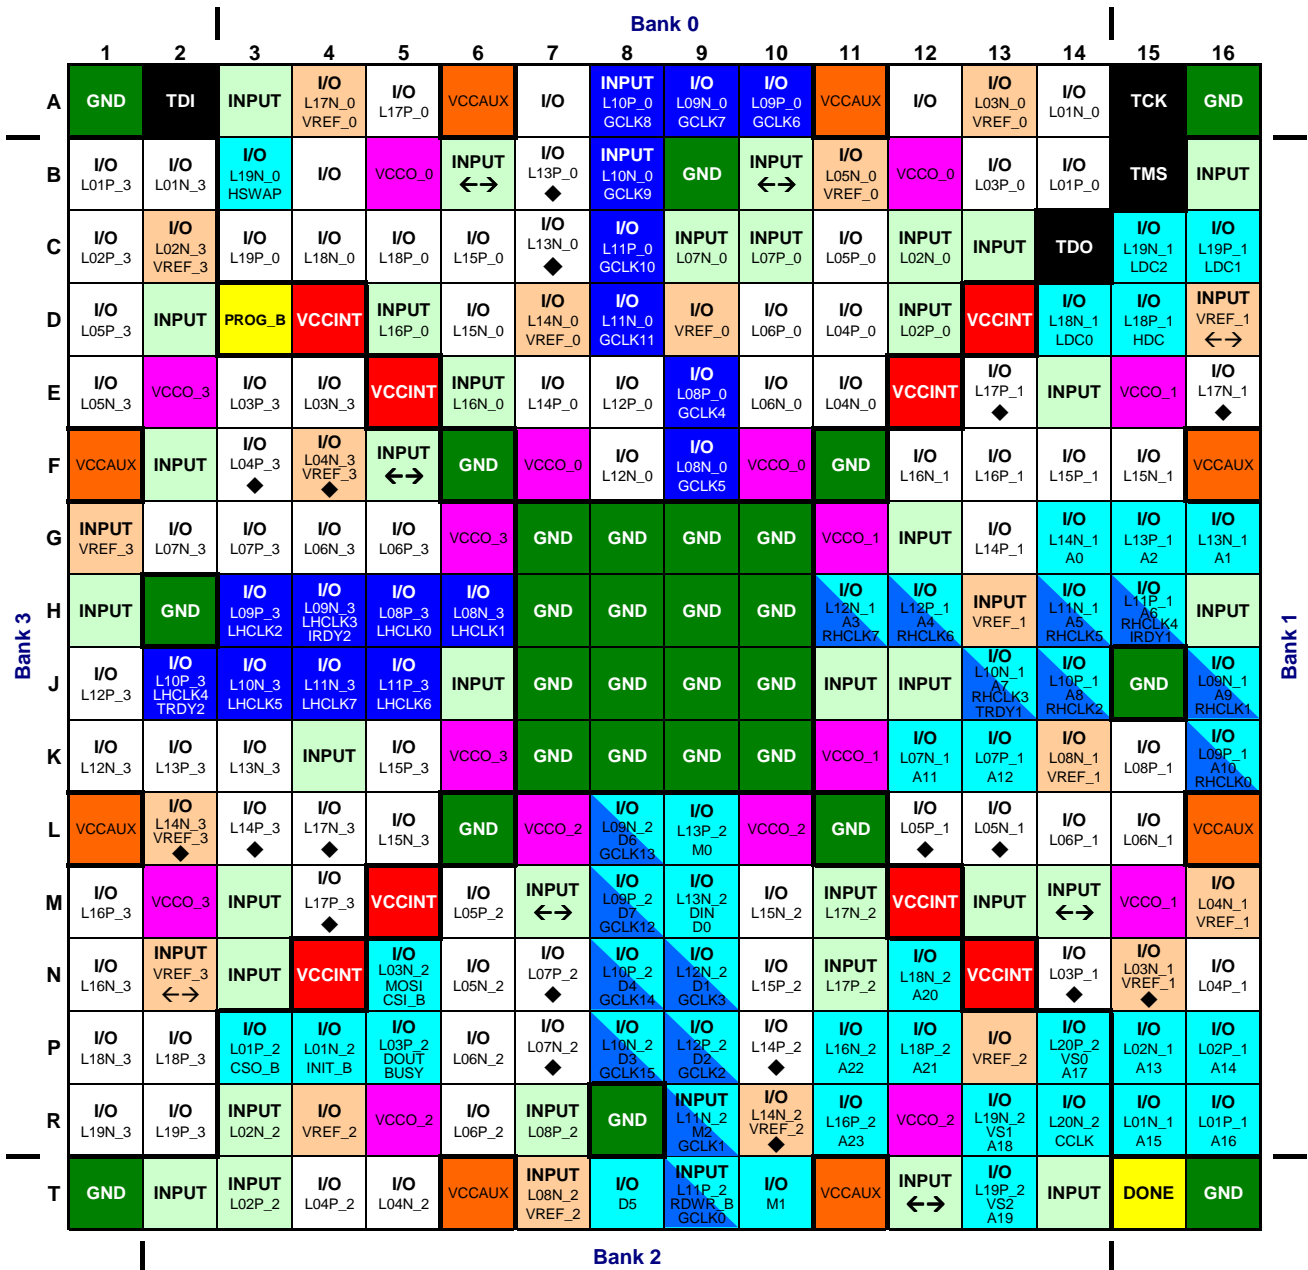 Bank 0
1 2 3 4 5 6 7 8 9 10 11 12 13 14 15 16
A GND TDI INPUT I/O L17N_0 VREF_0 I/O L17P_0 VCCAUX I/O INPUT L10P_0 GCLK8 I/O L09N_0 GCLK7 I/O L09P_0 GCLK6 VCCAUX I/O I/O L03N_0 VREF_0 I/O L01N_0 TCK GND
B I/O L01P_3 I/O L01N_3 I/O L19N_0 HSWAP I/O VCCO_0 INPUT ←→ I/O L13P_0 ◆ INPUT L10N_0 GCLK9 GND INPUT ←→ I/O L05N_0 VREF_0 VCCO_0 I/O L03P_0 I/O L01P_0 TMS INPUT
C I/O L02P_3 I/O L02N_3 VREF_3 I/O L19P_0 I/O L18N_0 I/O L18P_0 I/O L15P_0 I/O L13N_0 ◆ I/O L11P_0 GCLK10 INPUT L07N_0 INPUT L07P_0 I/O L05P_0 INPUT L02N_0 INPUT TDO I/O L19N_1 LDC2 I/O L19P_1 LDC1
D I/O L05P_3 INPUT PROG_B VCCINT INPUT L16P_0 I/O L15N_0 I/O L14N_0 VREF_0 I/O L11N_0 GCLK11 I/O VREF_0 I/O L06P_0 I/O L04P_0 INPUT L02P_0 VCCINT I/O L18N_1 LDC0 I/O L18P_1 HDC INPUT VREF_1 ←→
E I/O L05N_3 VCCO_3 I/O L03P_3 I/O L03N_3 VCCINT INPUT L16N_0 I/O L14P_0 I/O L12P_0 I/O L08P_0 GCLK4 I/O L06N_0 I/O L04N_0 VCCINT I/O L17P_1 ◆ INPUT VCCO_1 I/O L17N_1 ◆
F VCCAUX INPUT I/O L04P_3 ◆ I/O L04N_3 VREF_3 ◆ INPUT ←→ GND VCCO_0 I/O L12N_0 I/O L08N_0 GCLK5 VCCO_0 GND I/O L16N_1 I/O L16P_1 I/O L15P_1 I/O L15N_1 VCCAUX
G INPUT VREF_3 I/O L07N_3 I/O L07P_3 I/O L06N_3 I/O L06P_3 VCCO_3 GND GND GND GND VCCO_1 INPUT I/O L14P_1 I/O L14N_1 A0 I/O L13P_1 A2 I/O L13N_1 A1
H INPUT GND I/O L09P_3 LHCLK2 I/O L09N_3 LHCLK3 IRDY2 I/O L08P_3 LHCLK0 I/O L08N_3 LHCLK1 GND GND GND GND I/O L12N_1 A3 RHCLK7 I/O L12P_1 A4 RHCLK6 INPUT VREF_1 I/O L11N_1 A5 RHCLK5 I/O L11P_1 A6 RHCLK4 IRDY1 INPUT
Bank 3
Bank 1
J I/O L12P_3 I/O L10P_3 LHCLK4 TRDY2 I/O L10N_3 LHCLK5 I/O L11N_3 LHCLK7 I/O L11P_3 LHCLK6 INPUT GND GND GND GND INPUT INPUT I/O L10N_1 A7 RHCLK3 TRDY1 I/O L10P_1 A8 RHCLK2 GND I/O L09N_1 A9 RHCLK1
K I/O L12N_3 I/O L13P_3 I/O L13N_3 INPUT I/O L15P_3 VCCO_3 GND GND GND GND VCCO_1 I/O L07N_1 A11 I/O L07P_1 A12 I/O L08N_1 VREF_1 I/O L08P_1 I/O L09P_1 A10 RHCLK0
L VCCAUX I/O L14N_3 VREF_3 ◆ I/O L14P_3 ◆ I/O L17N_3 ◆ I/O L15N_3 GND VCCO_2 I/O L09N_2 D6 GCLK13 I/O L13P_2 M0 VCCO_2 GND I/O L05P_1 ◆ I/O L05N_1 ◆ I/O L06P_1 I/O L06N_1 VCCAUX
M I/O L16P_3 VCCO_3 INPUT I/O L17P_3 ◆ VCCINT I/O L05P_2 INPUT ←→ I/O L09P_2 D7 GCLK12 I/O L13N_2 DIN D0 I/O L15N_2 INPUT L17N_2 VCCINT INPUT INPUT ←→ VCCO_1 I/O L04N_1 VREF_1
N I/O L16N_3 INPUT VREF_3 ←→ INPUT VCCINT I/O L03N_2 MOSI CSI_B I/O L05N_2 I/O L07P_2 ◆ I/O L10P_2 D4 GCLK14 I/O L12N_2 D1 GCLK3 I/O L15P_2 INPUT L17P_2 I/O L18N_2 A20 VCCINT I/O L03P_1 ◆ I/O L03N_1 VREF_1 ◆ I/O L04P_1
P I/O L18N_3 I/O L18P_3 I/O L01P_2 CSO_B I/O L01N_2 INIT_B I/O L03P_2 DOUT BUSY I/O L06N_2 I/O L07N_2 ◆ I/O L10N_2 D3 GCLK15 I/O L12P_2 D2 GCLK2 I/O L14P_2 ◆ I/O L16N_2 A22 I/O L18P_2 A21 I/O VREF_2 I/O L20P_2 VS0 A17 I/O L02N_1 A13 I/O L02P_1 A14
R I/O L19N_3 I/O L19P_3 INPUT L02N_2 I/O VREF_2 VCCO_2 I/O L06P_2 INPUT L08P_2 GND INPUT L11N_2 M2 GCLK1 I/O L14N_2 VREF_2 ◆ I/O L16P_2 A23 VCCO_2 I/O L19N_2 VS1 A18 I/O L20N_2 CCLK I/O L01N_1 A15 I/O L01P_1 A16
T GND INPUT INPUT L02P_2 I/O L04P_2 I/O L04N_2 VCCAUX INPUT L08N_2 VREF_2 I/O D5 INPUT L11P_2 RDWR_B GCLK0 I/O M1 VCCAUX INPUT ←→ I/O L19P_2 VS2 A19 INPUT DONE GND
Bank 2